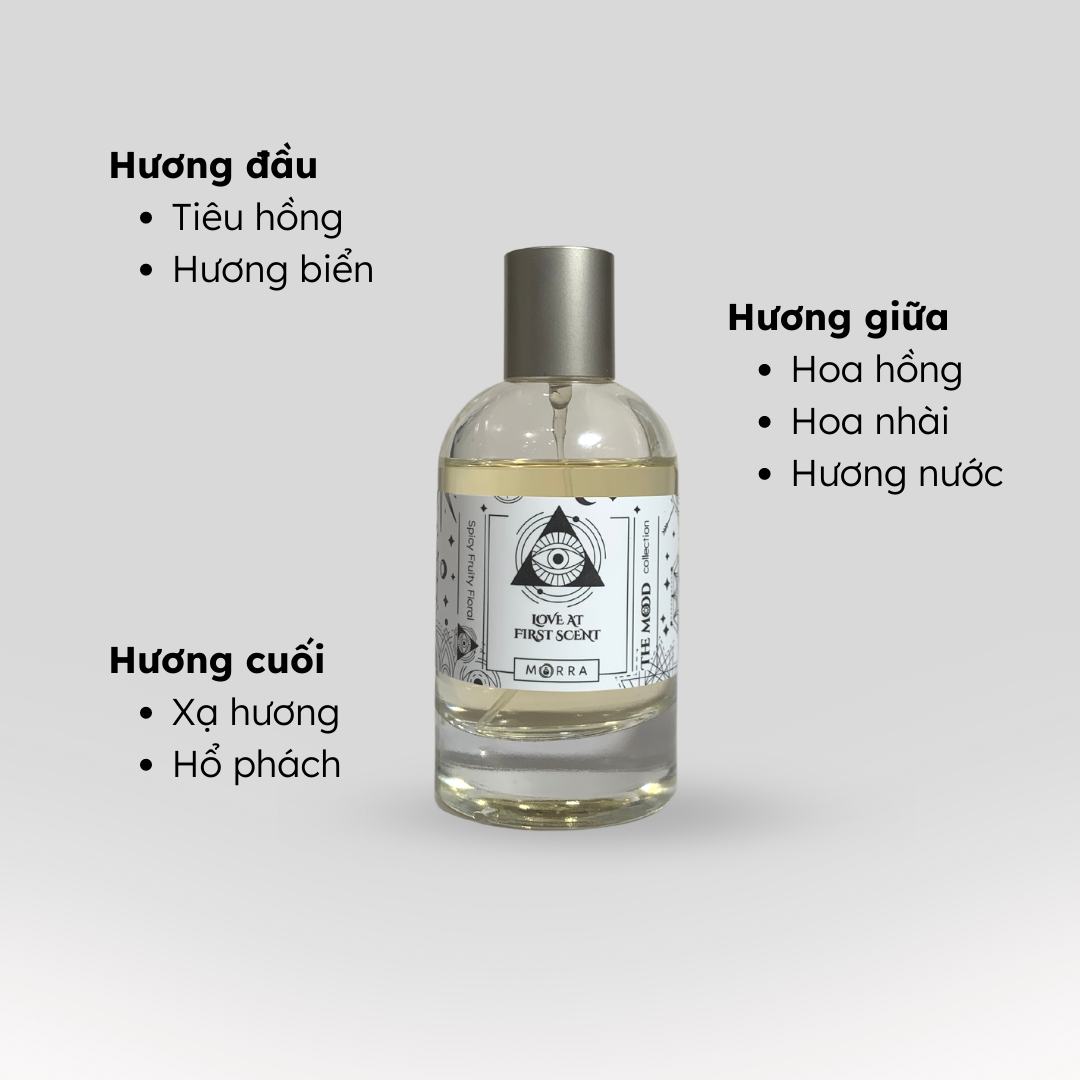 Hương đầu
• Tiêu hồng
• Hương biển
Hương giữa
• Hoa hồng
• Hoa nhài
• Hương nước
Hương cuối
• Xạ hương
• Hổ phách
Spicy Fruity Floral
LOVE AT
FIRST SCENT
MORRA
THE MOOD collection